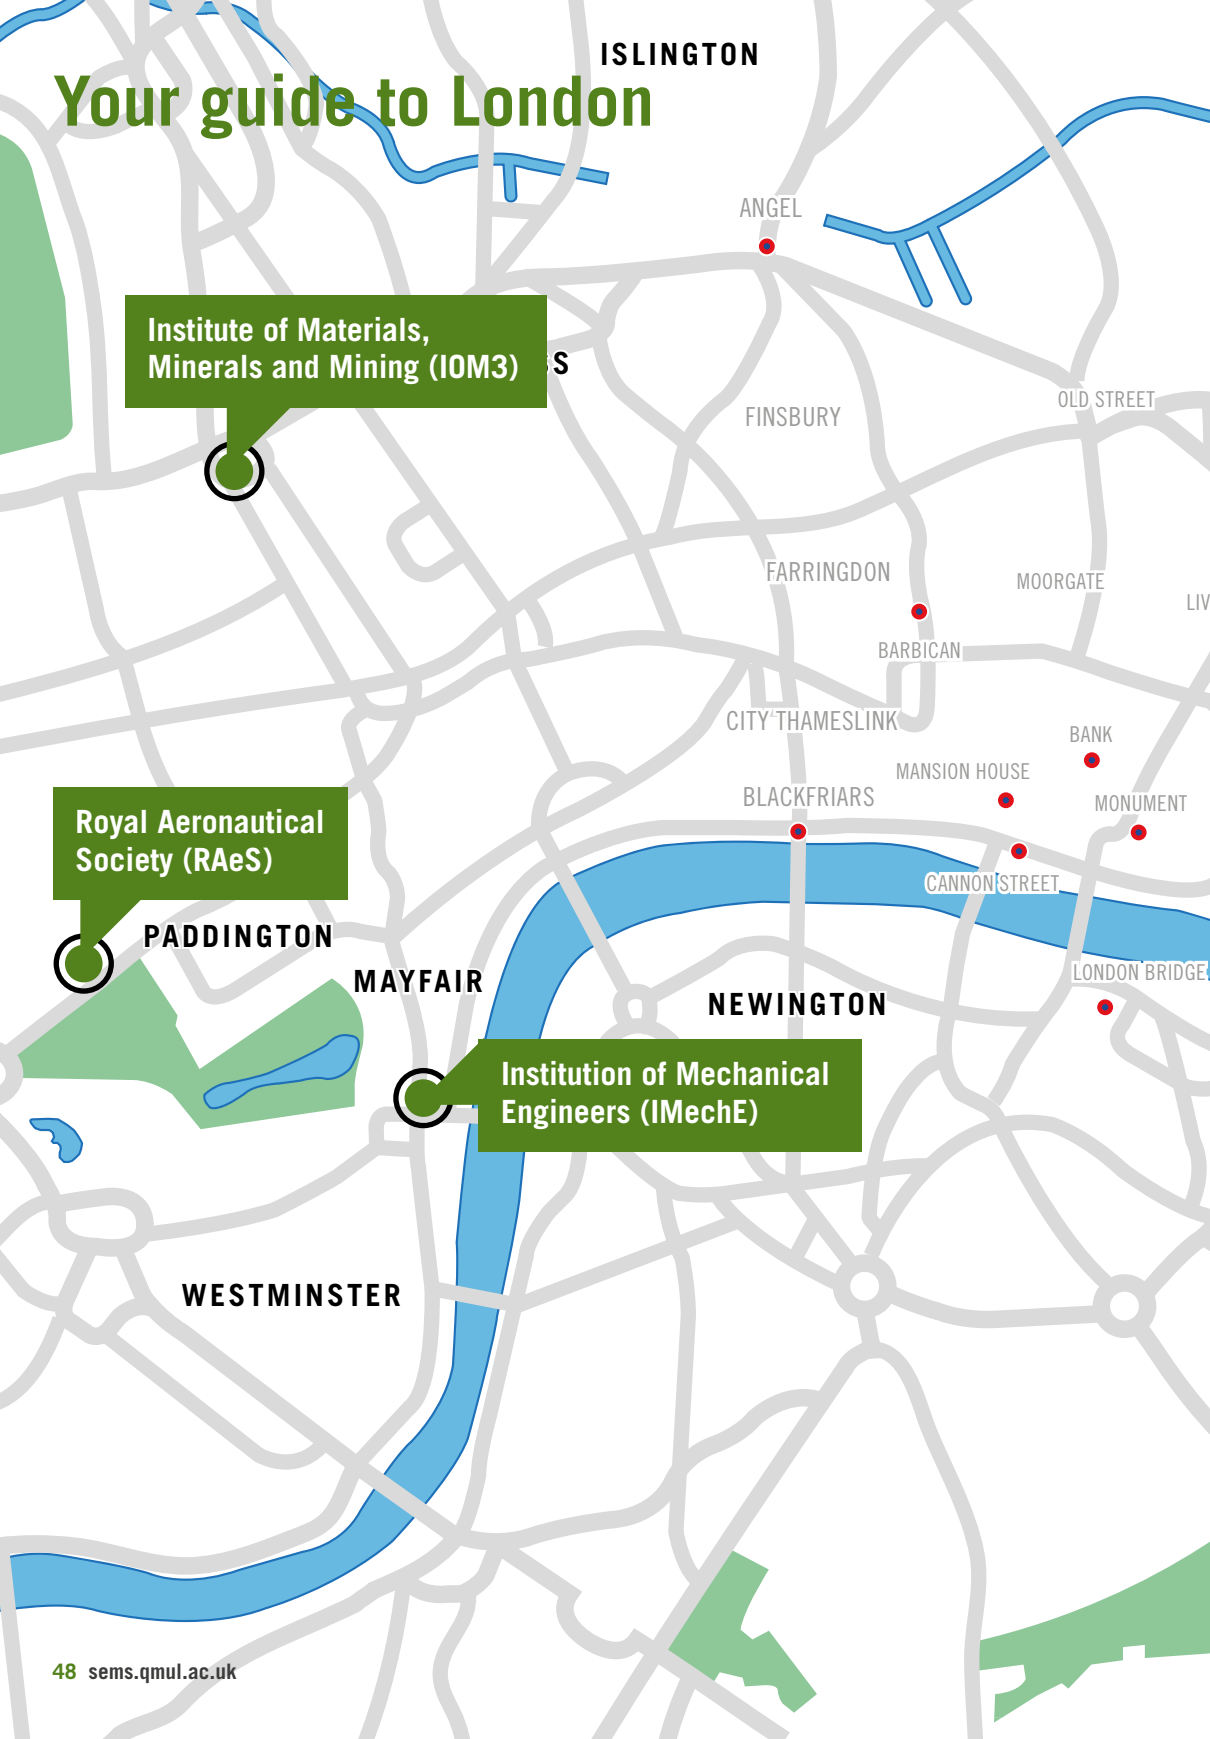 ISLINGTON
Your guide to London
ANGEL
Institute of Materials,
Minerals and Mining (IOM3)
OLD STREET
FINSBURY
FARRINGDON
MOORGATE
LIV
BARBICAN
CITY THAMESLINK
BANK
MANSION HOUSE
BLACKFRIARS
MONUMENT
Royal Aeronautical
Society (RAeS)
CANNON STREET
PADDINGTON
MAYFAIR
LONDON BRIDGE
NEWINGTON
Institution of Mechanical
Engineers (IMechE)
WESTMINSTER
48 sems.qmul.ac.uk